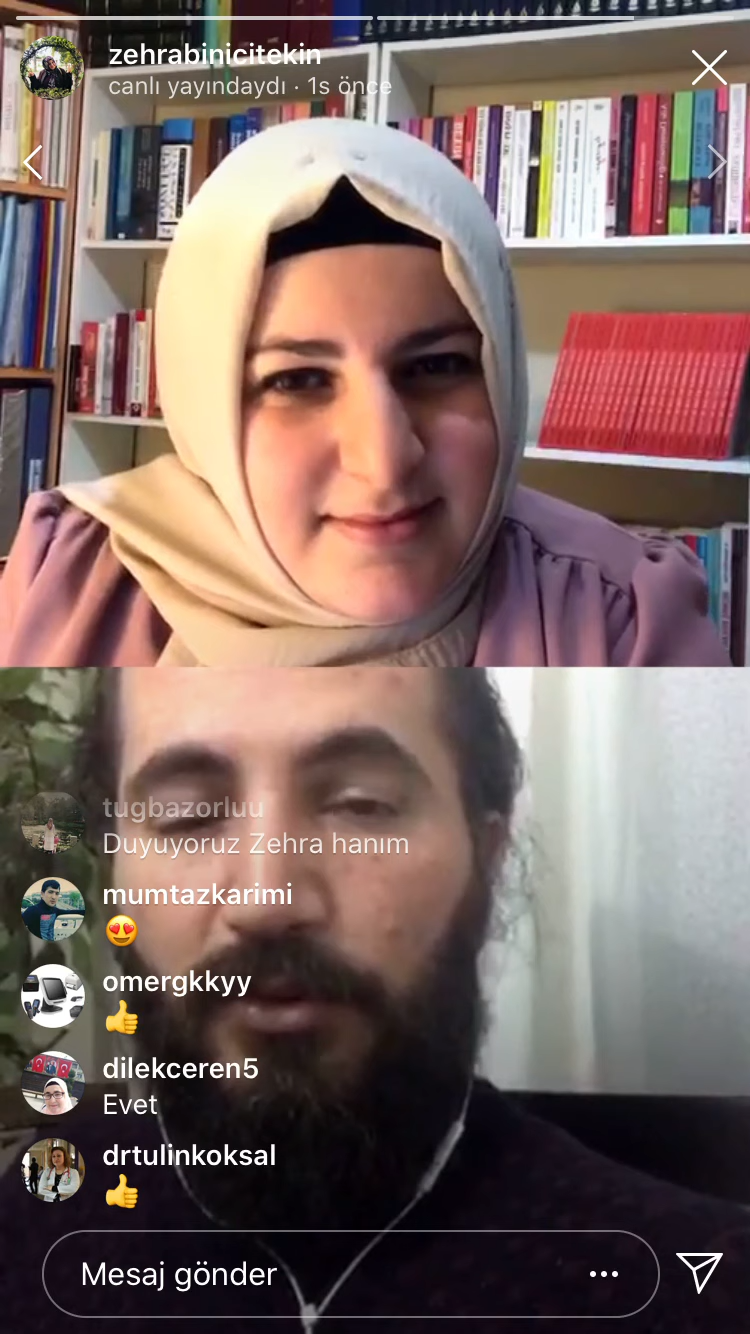 zehrabinicitekin
canlı yayındaydı · 1s önce
tugbazorluu
Duyuyoruz Zehra hanım
mumtazkarimi
😍
omergkkyy
👍
dilekceren5
Evet
drtulinkoksal
👍
Mesaj gönder